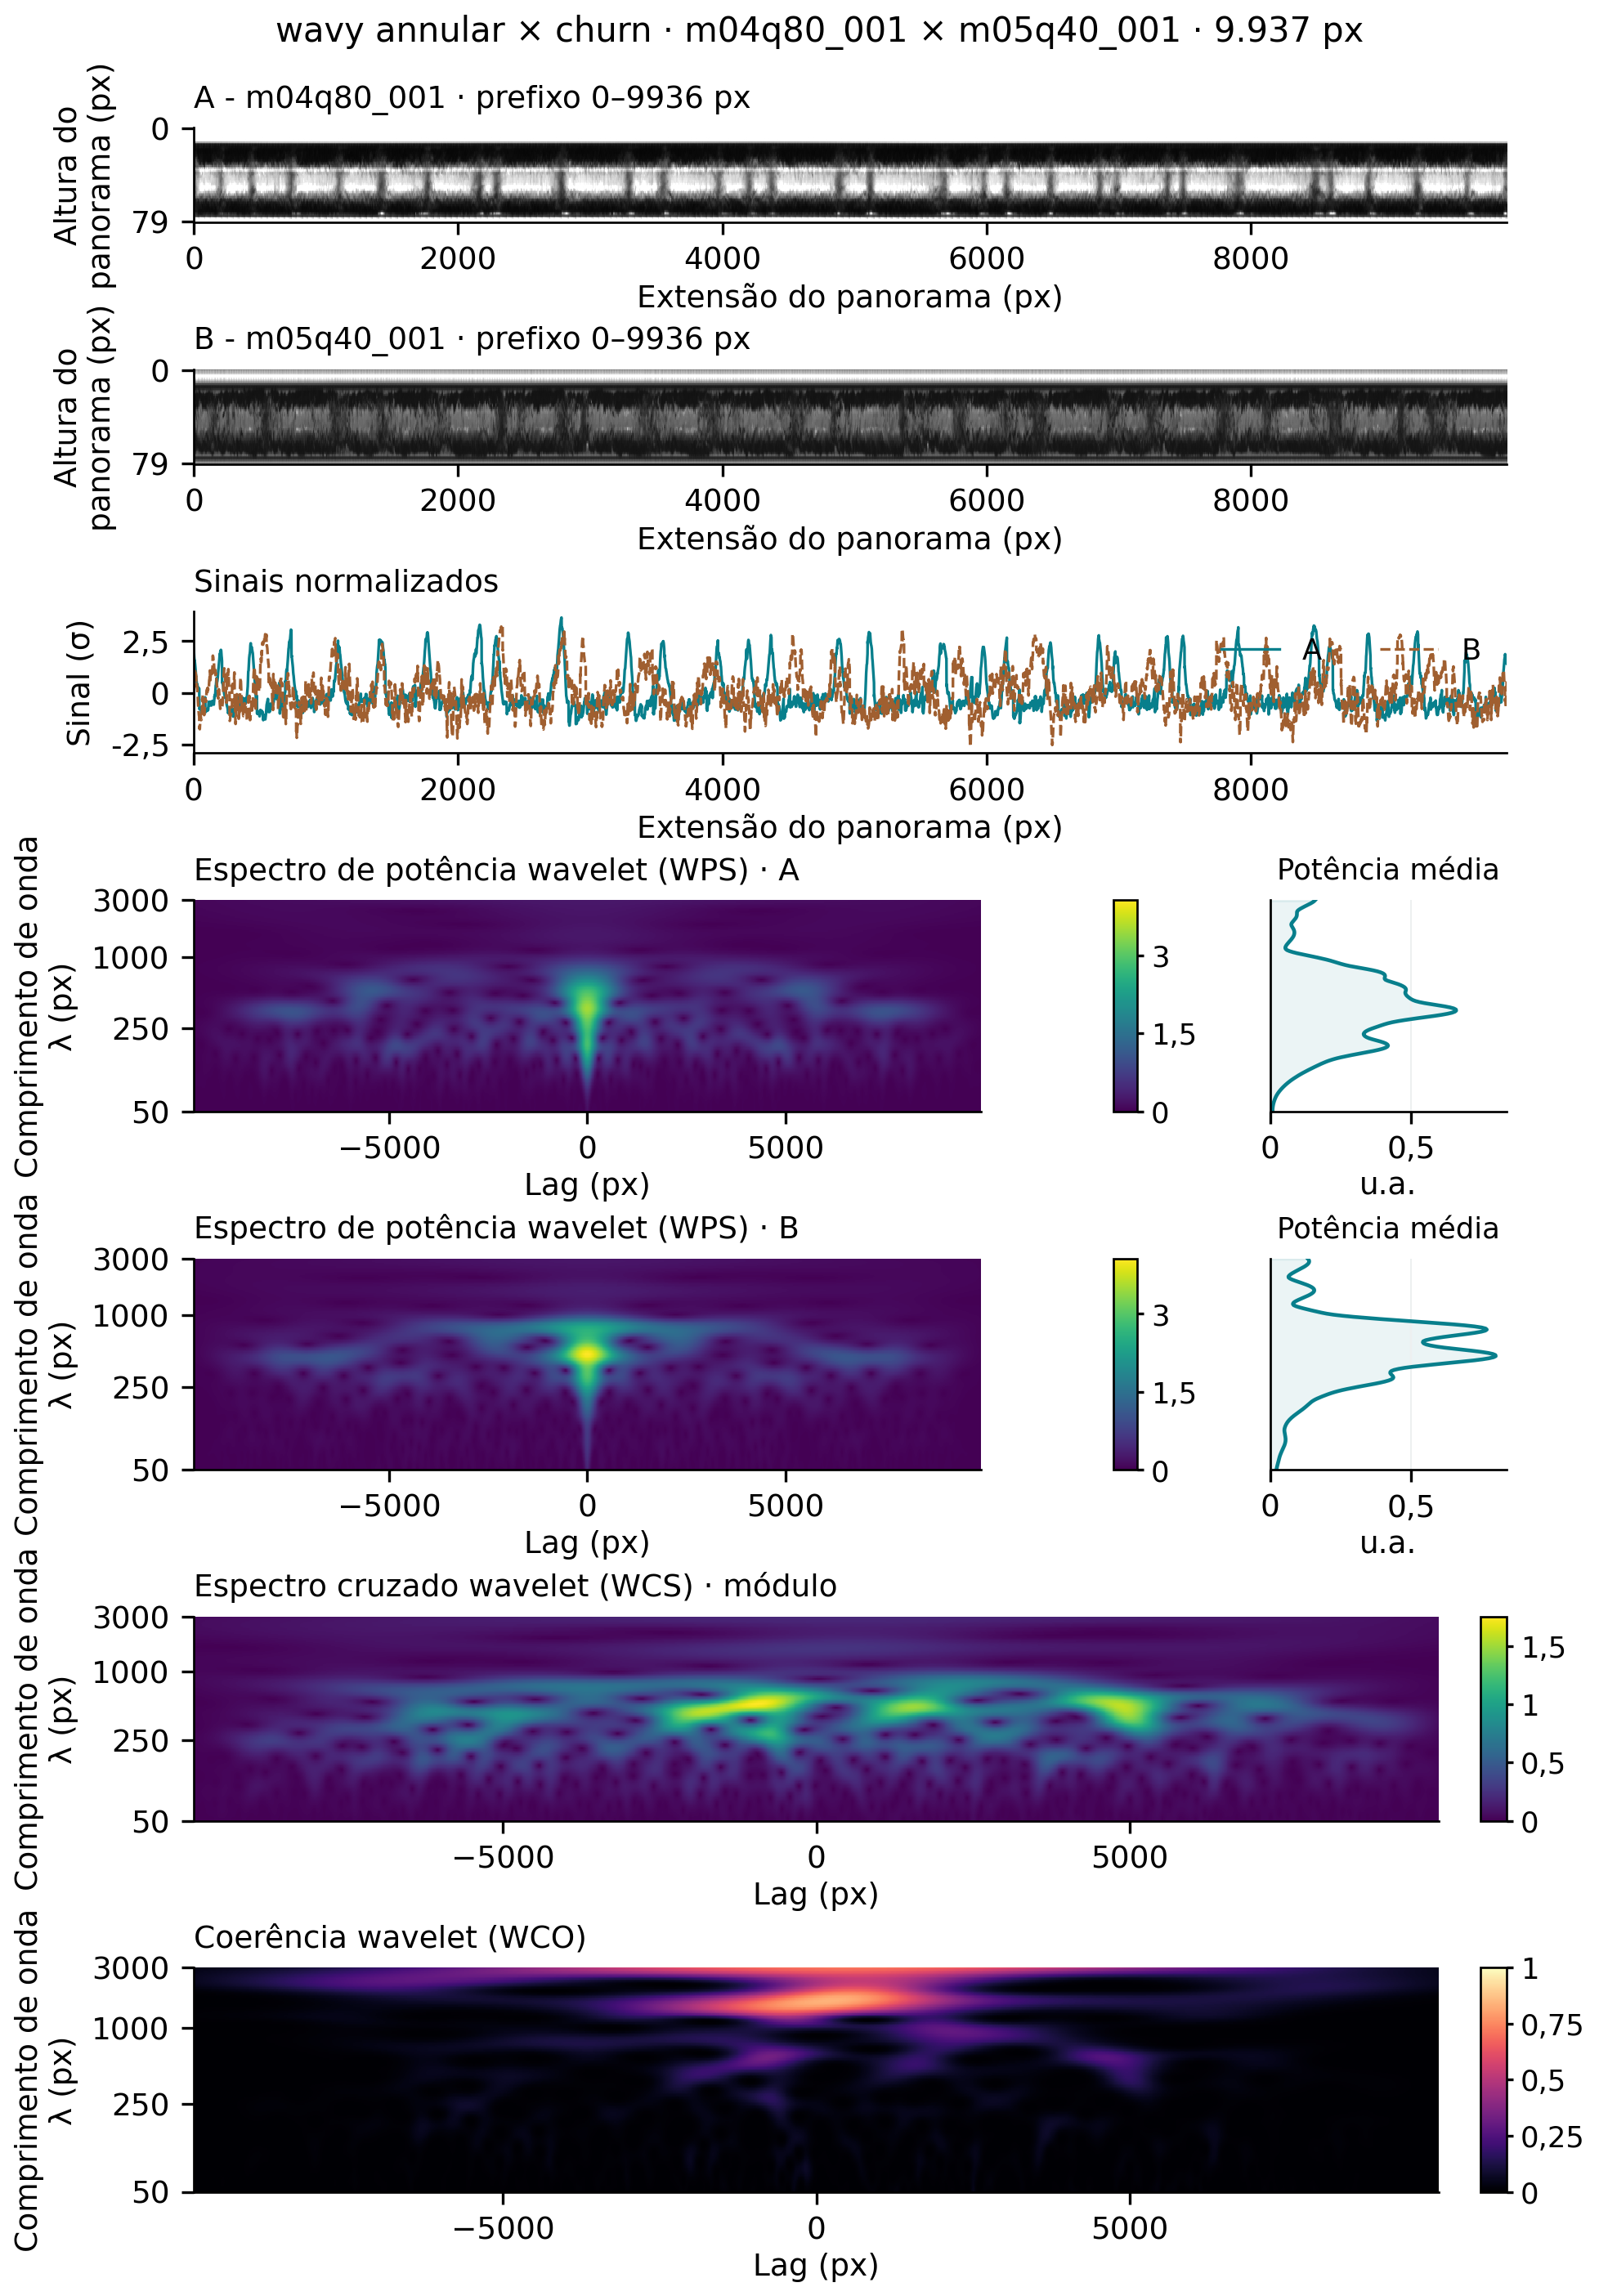 wavy annular × churn · m04q80_001 × m05q40_001 · 9.937 px
A - m04q80_001 · prefixo 0–9936 px
Altura do
panorama (px)
0
79
0 2000 4000 6000 8000
Extensão do panorama (px)
B - m05q40_001 · prefixo 0–9936 px
Altura do
panorama (px)
0
79
0 2000 4000 6000 8000
Extensão do panorama (px)
Sinais normalizados
Sinal (σ)
2,5
0
-2,5
A B
0 2000 4000 6000 8000
Extensão do panorama (px)
Espectro de potência wavelet (WPS) · A
Comprimento de onda
λ (px)
3000
1000
250
50
−5000 0 5000
Lag (px)
3
1,5
0
Potência média
0 0,5
u.a.
Espectro de potência wavelet (WPS) · B
Comprimento de onda
λ (px)
3000
1000
250
50
−5000 0 5000
Lag (px)
3
1,5
0
Potência média
0 0,5
u.a.
Espectro cruzado wavelet (WCS) · módulo
Comprimento de onda
λ (px)
3000
1000
250
50
−5000 0 5000
Lag (px)
1,5
1
0,5
0
Coerência wavelet (WCO)
Comprimento de onda
λ (px)
3000
1000
250
50
−5000 0 5000
Lag (px)
1
0,75
0,5
0,25
0